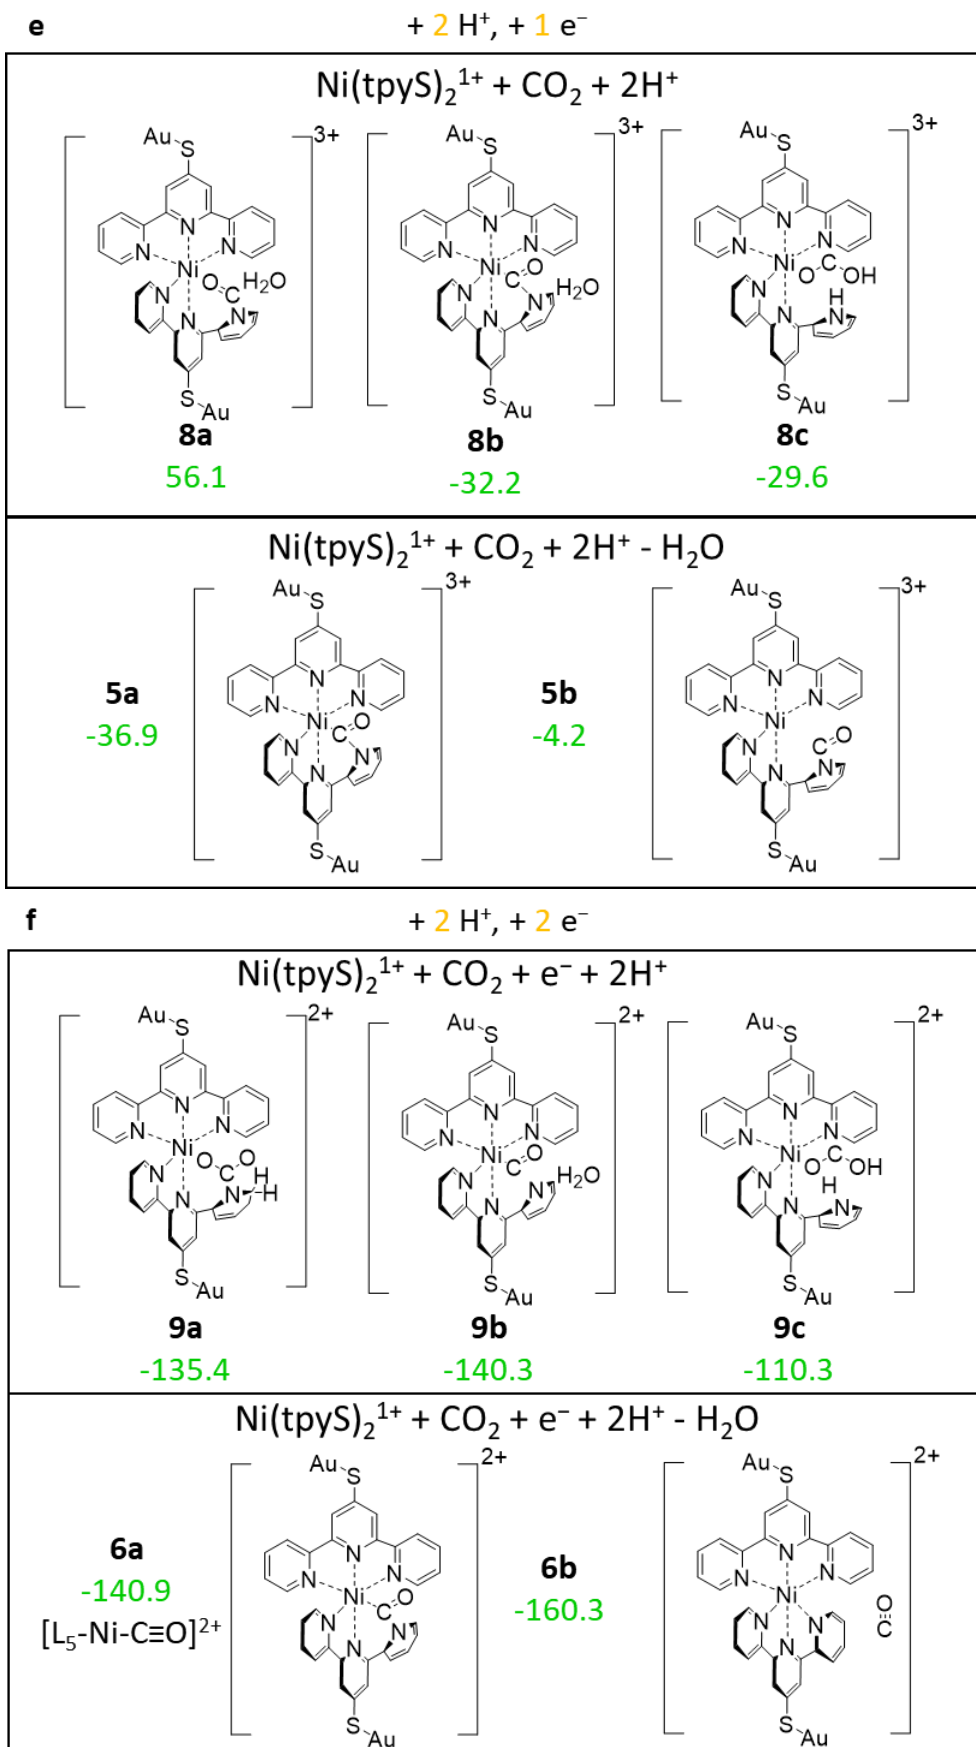 e + 2 H⁺, + 1 e⁻
Ni(tpyS)₂¹⁺ + CO₂ + 2H⁺
3+ 3+ 3+
Au Au Au
S S S
N N N N N N N N N
Ni Ni Ni
O C H₂O C O O C OH
N N N N N H₂O N N H N
S S S
Au Au Au
8a 8b 8c
56.1 -32.2 -29.6
Ni(tpyS)₂¹⁺ + CO₂ + 2H⁺ - H₂O
3+ 3+
Au Au
S S
5a 5b
N N N N N N
-36.9 -4.2
Ni Ni
C O C O
N N N N N N
S S
Au Au
f + 2 H⁺, + 2 e⁻
Ni(tpyS)₂¹⁺ + CO₂ + e⁻ + 2H⁺
2+ 2+ 2+
Au Au Au
S S S
N N N N N N N N N
Ni Ni Ni
O C O H C O O C OH
N N N H N N N H₂O N N H N
S S S
Au Au Au
9a 9b 9c
-135.4 -140.3 -110.3
Ni(tpyS)₂¹⁺ + CO₂ + e⁻ + 2H⁺ - H₂O
2+ 2+
Au Au
S S
6a 6b
N N N N N N
-140.9 -160.3
[L₅-Ni-C≡O]²⁺
Ni Ni
C O O≡C
N N N N N N
S S
Au Au